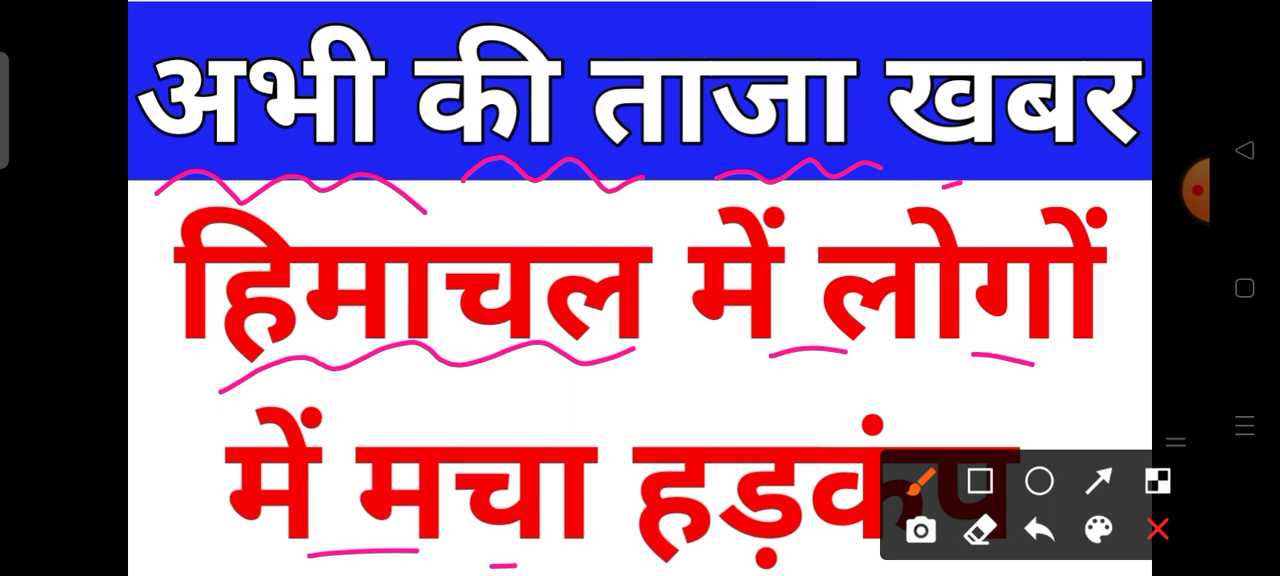 अभी की ताजा खबर
हिमाचल में लोगों
में मचा हड़कंप